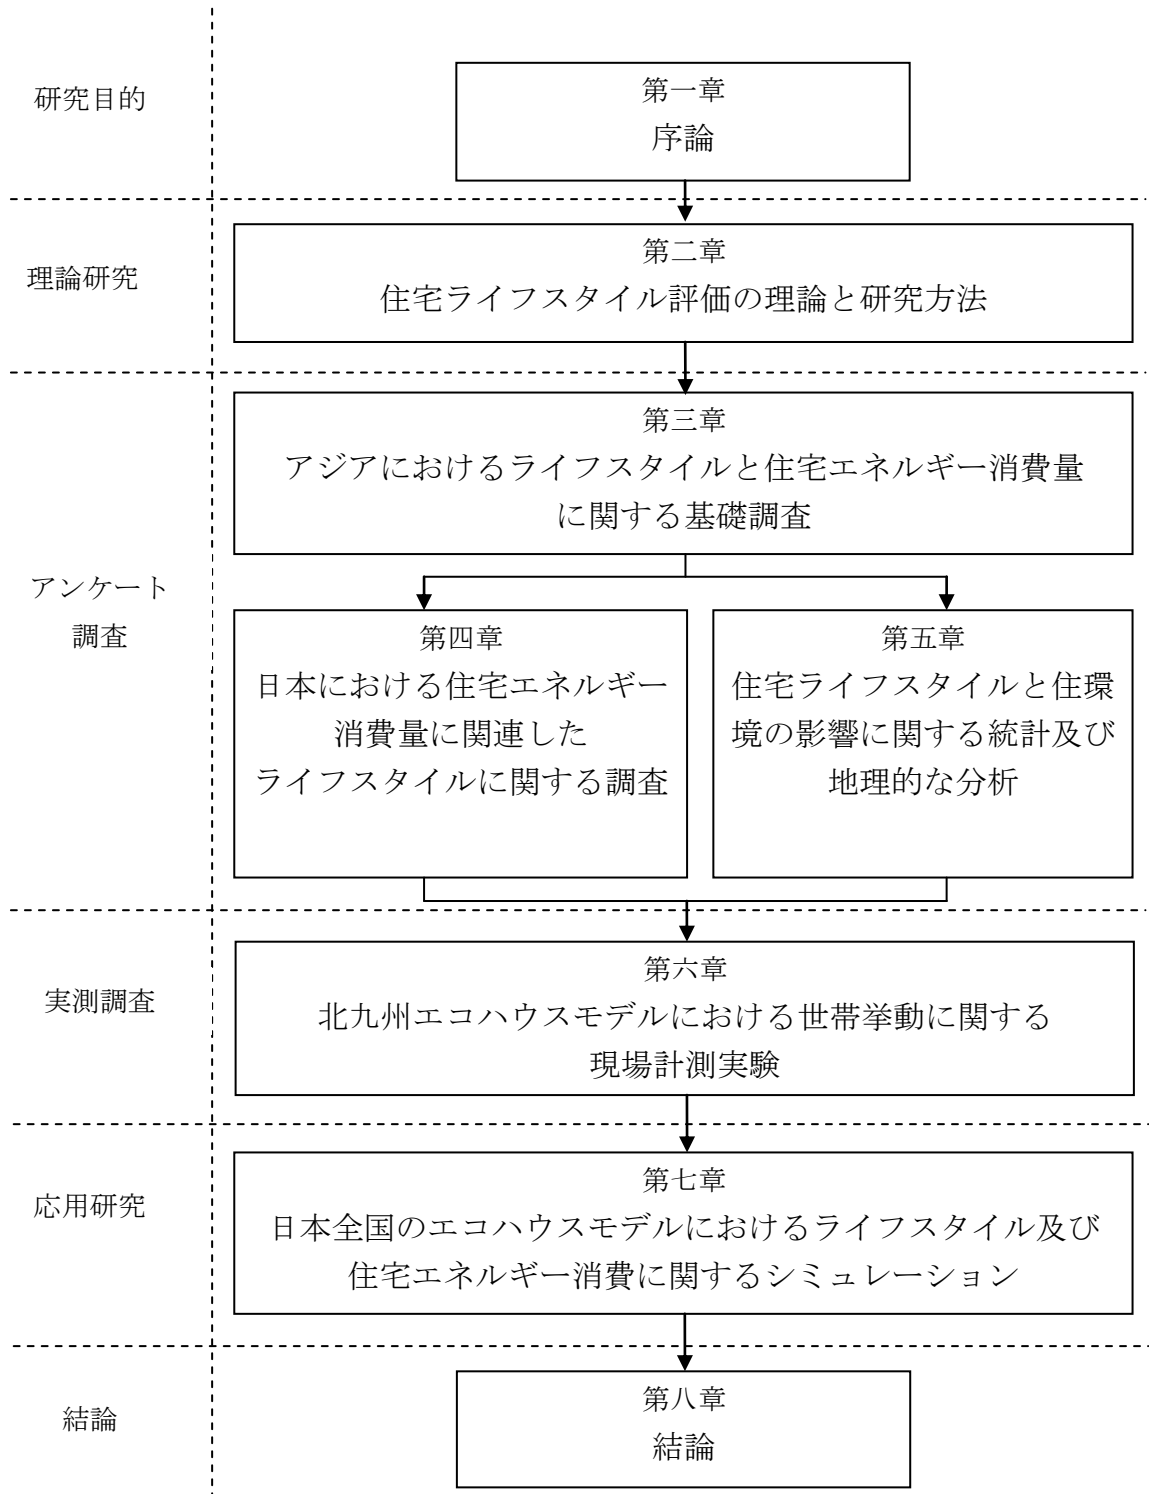 研究目的
第一章
序論
理論研究
第二章
住宅ライフスタイル評価の理論と研究方法
アンケート
調査
第三章
アジアにおけるライフスタイルと住宅エネルギー消費量
に関する基礎調査
第四章
日本における住宅エネルギー
消費量に関連した
ライフスタイルに関する調査
第五章
住宅ライフスタイルと住環
境の影響に関する統計及び
地理的な分析
実測調査
第六章
北九州エコハウスモデルにおける世帯挙動に関する
現場計測実験
応用研究
第七章
日本全国のエコハウスモデルにおけるライフスタイル及び
住宅エネルギー消費に関するシミュレーション
結論
第八章
結論